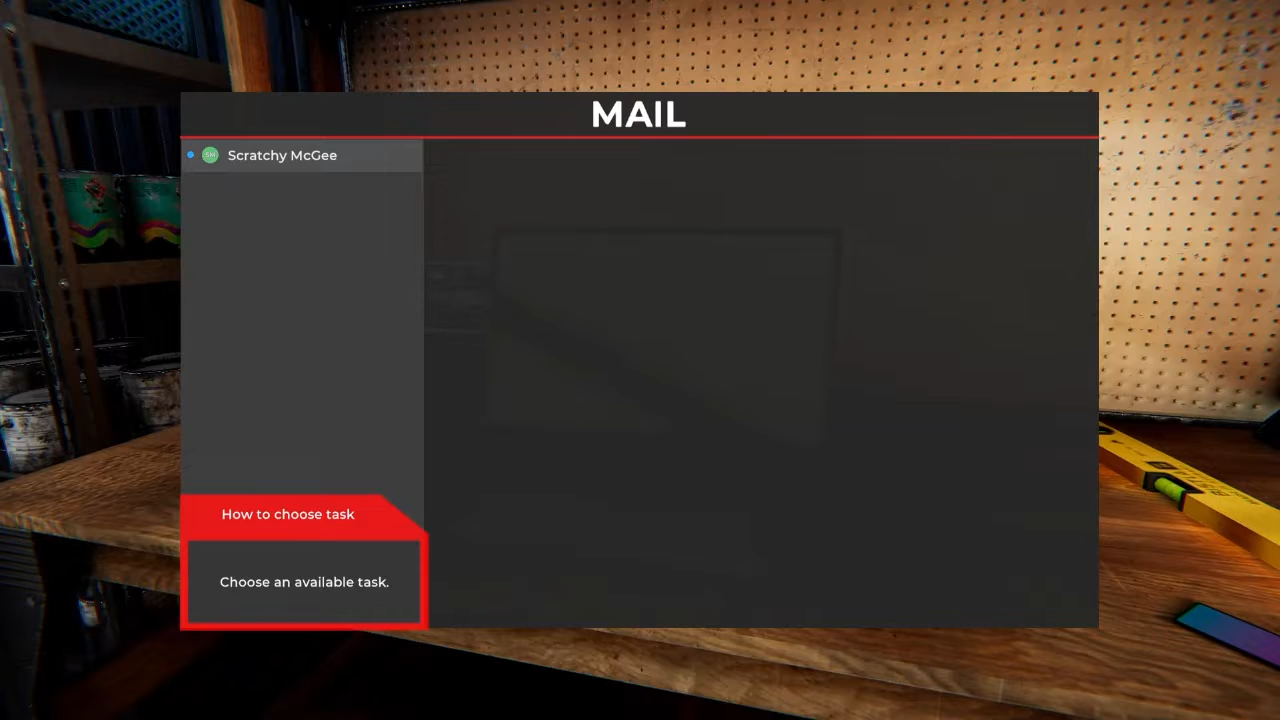 MAIL
SM
Scratchy McGee
How to choose task
Choose an available task.